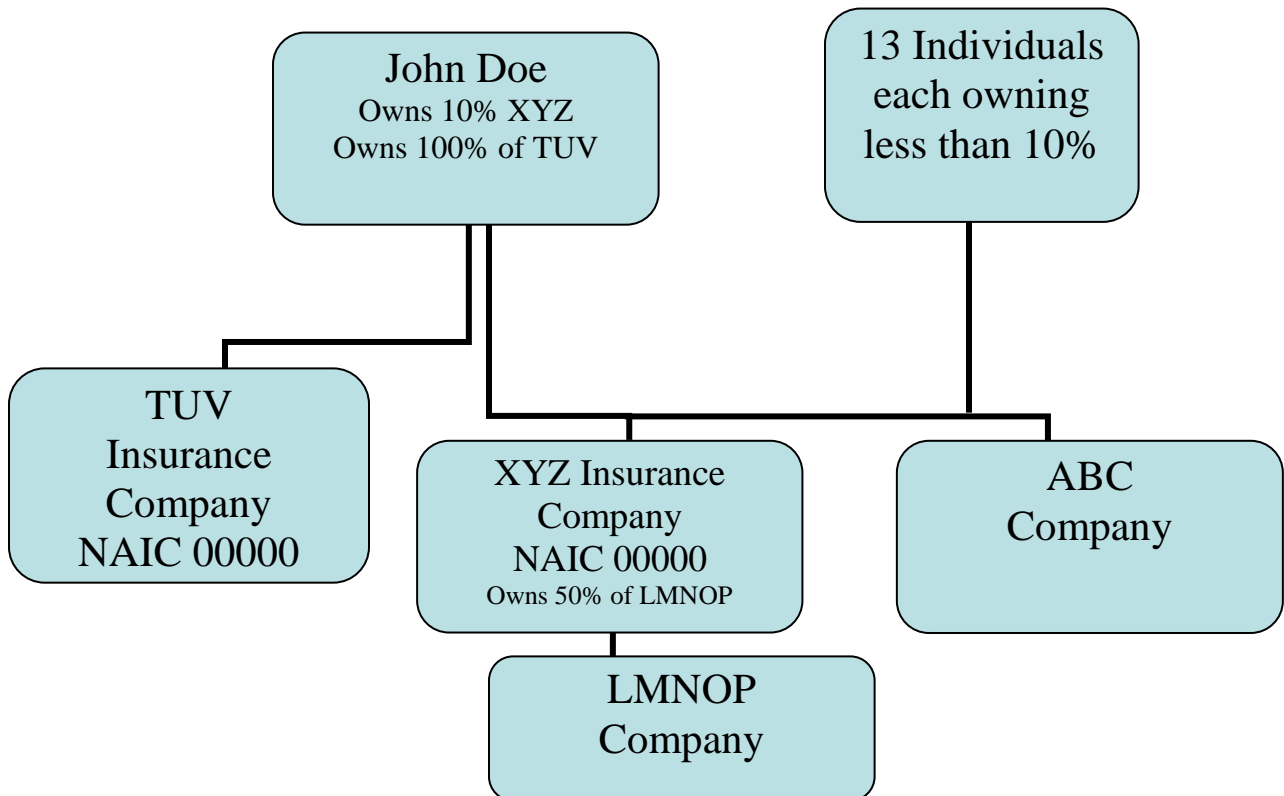 John Doe
Owns 10% XYZ
Owns 100% of TUV
13 Individuals
each owning
less than 10%
TUV
Insurance
Company
NAIC 00000
XYZ Insurance
Company
NAIC 00000
Owns 50% of LMNOP
ABC
Company
LMNOP
Company